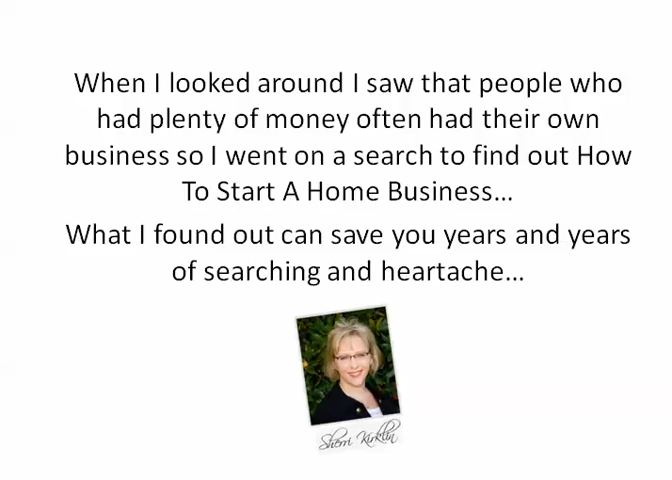 When I looked around I saw that people who
had plenty of money often had their own
business so I went on a search to find out How
To Start A Home Business...
What I found out can save you years and years
of searching and heartache...
Sherri Kirklin